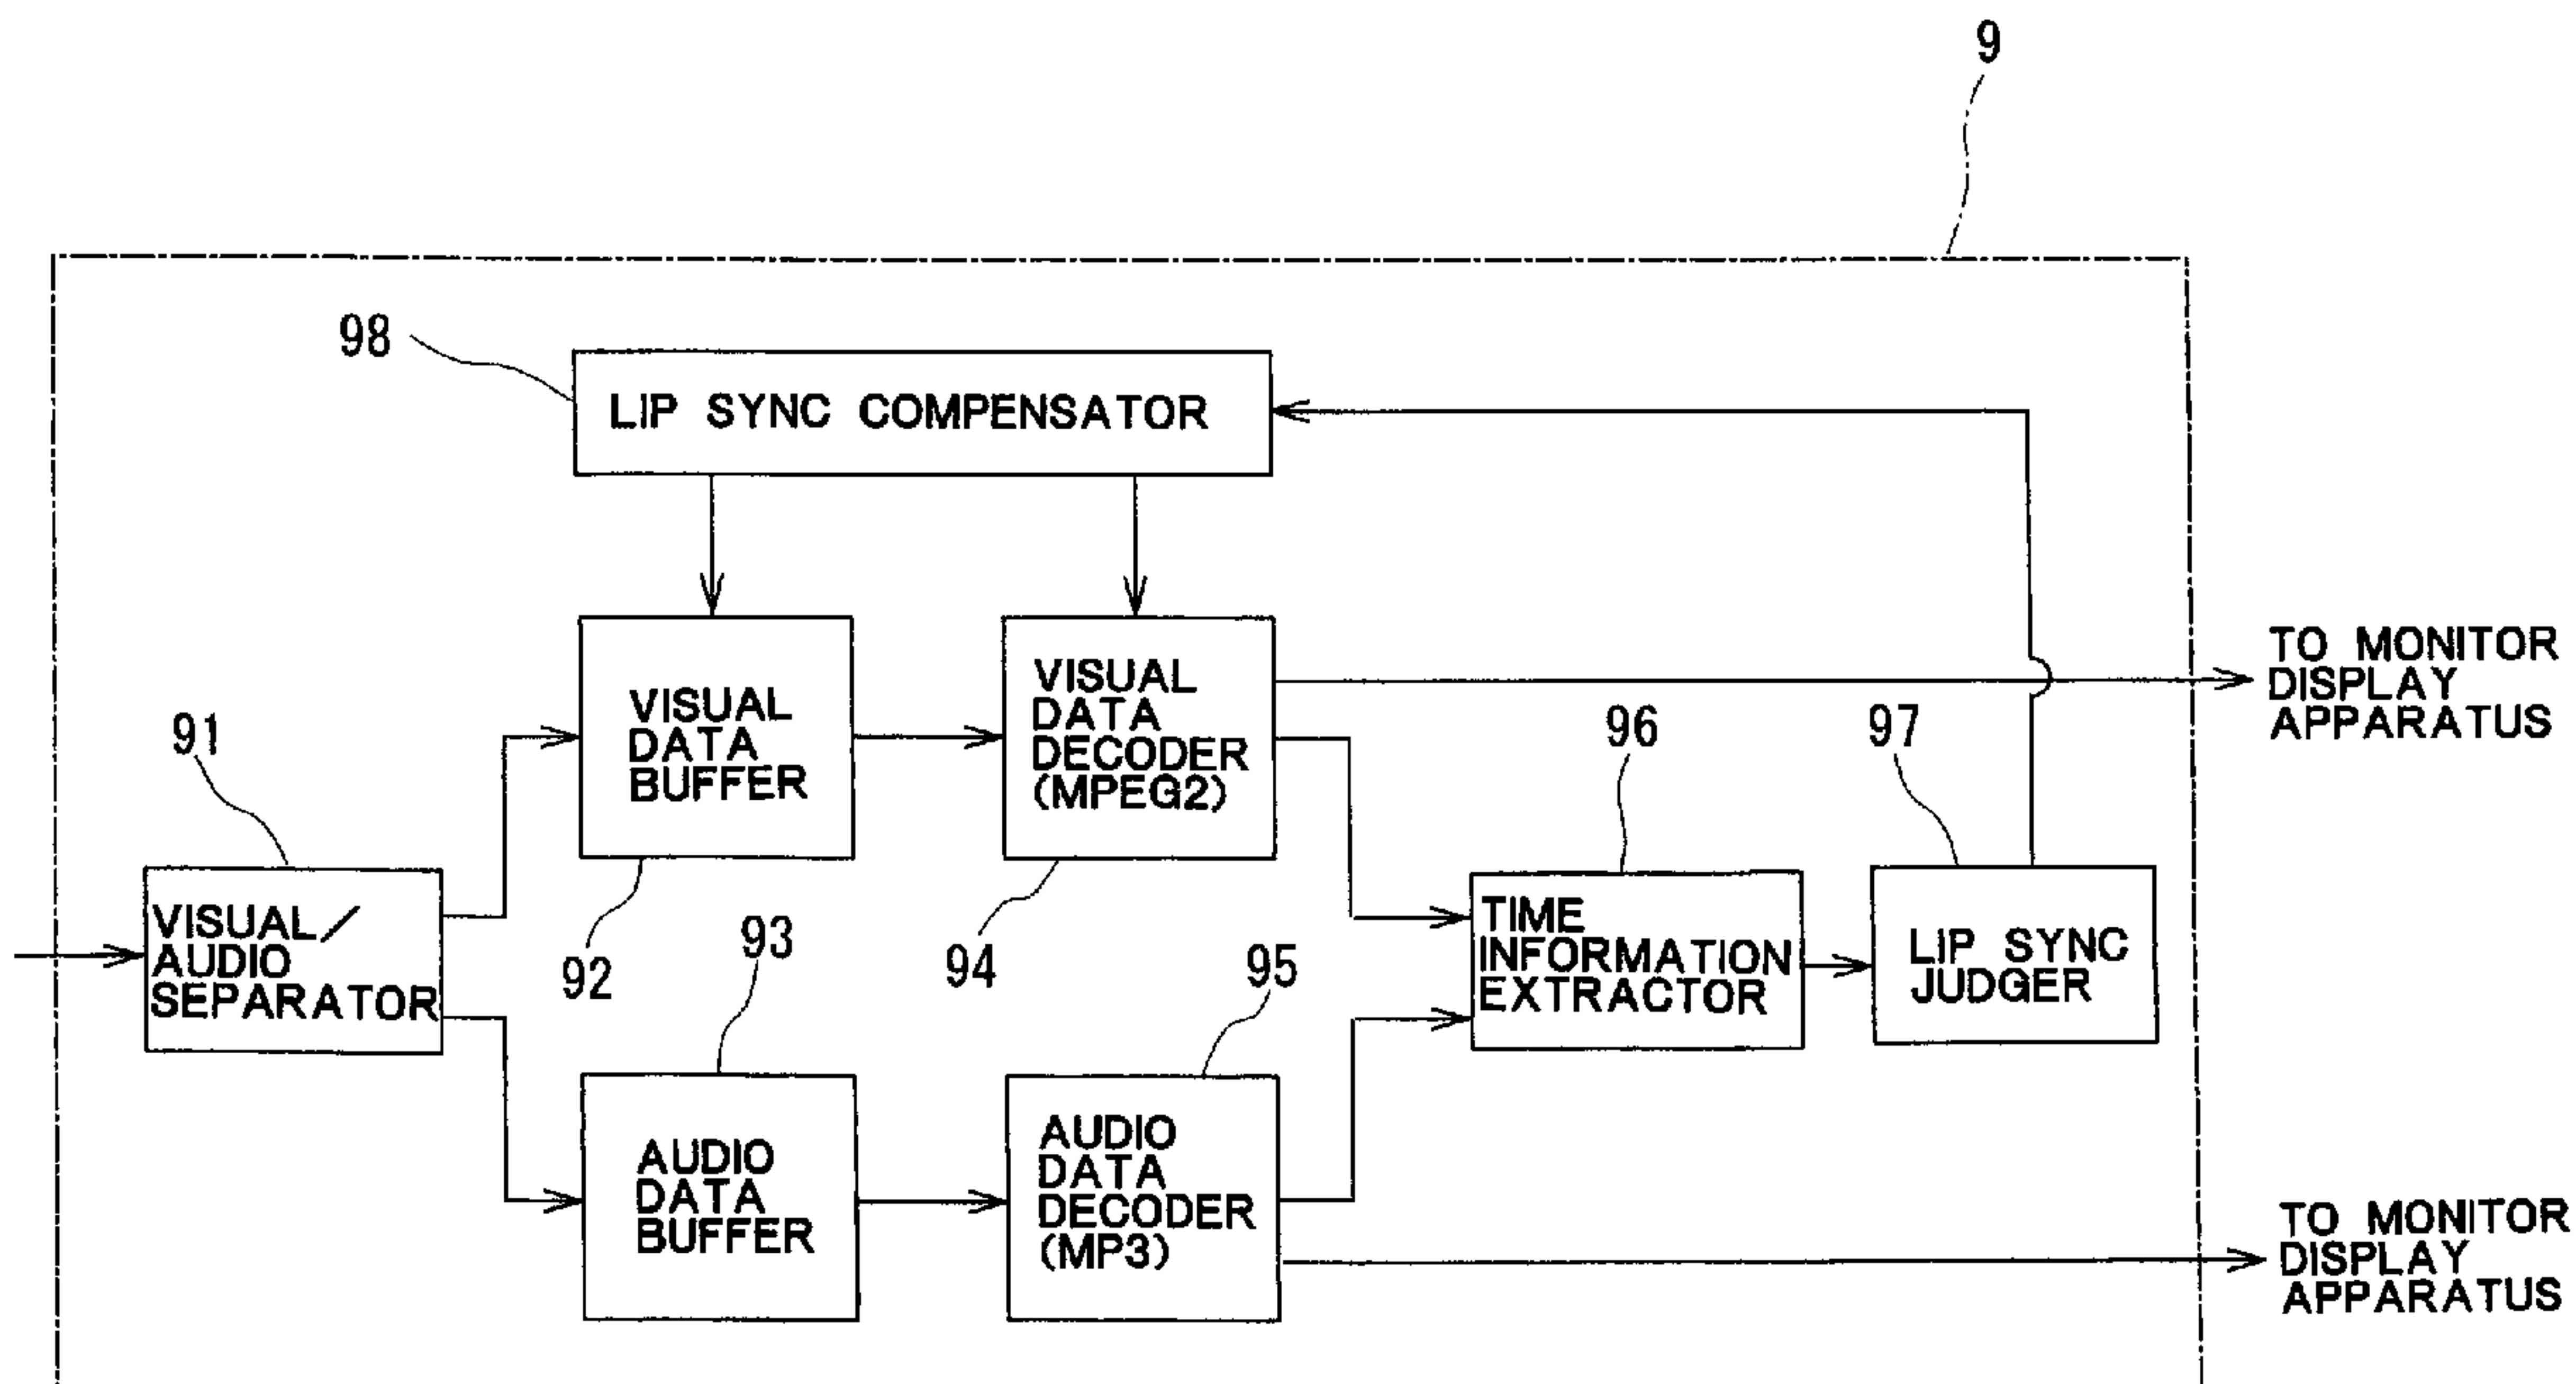 9
98
LIP SYNC COMPENSATOR
TO MONITOR
DISPLAY
APPARATUS
VISUAL
DATA
BUFFER
VISUAL
DATA
DECODER
(MPEG2)
91
96
97
VISUAL/
AUDIO
SEPARATOR
92
93
94
95
TIME
INFORMATION
EXTRACTOR
LIP SYNC
JUDGER
AUDIO
DATA
BUFFER
AUDIO
DATA
DECODER
(MP3)
TO MONITOR
DISPLAY
APPARATUS